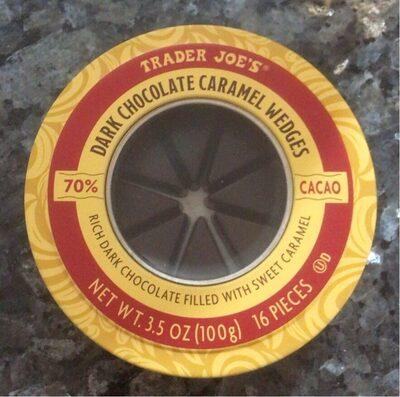 TRADER JOE'S®
DARK CHOCOLATE CARAMEL WEDGES
70% CACAO
RICH DARK CHOCOLATE FILLED WITH SWEET CARAMEL
NET WT. 3.5 OZ (100g) 16 PIECES Ⓤ D